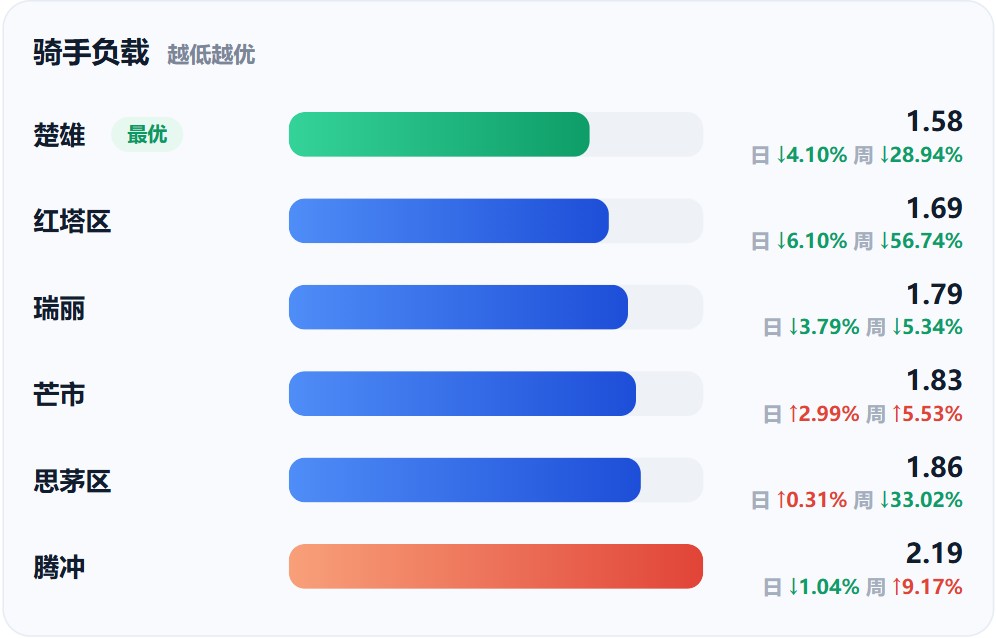 骑手负载 越低越优
楚雄 最优 1.58
日 ↓4.10% 周 ↓28.94%
红塔区 1.69
日 ↓6.10% 周 ↓56.74%
瑞丽 1.79
日 ↓3.79% 周 ↓5.34%
芒市 1.83
日 ↑2.99% 周 ↑5.53%
思茅区 1.86
日 ↑0.31% 周 ↓33.02%
腾冲 2.19
日 ↓1.04% 周 ↑9.17%